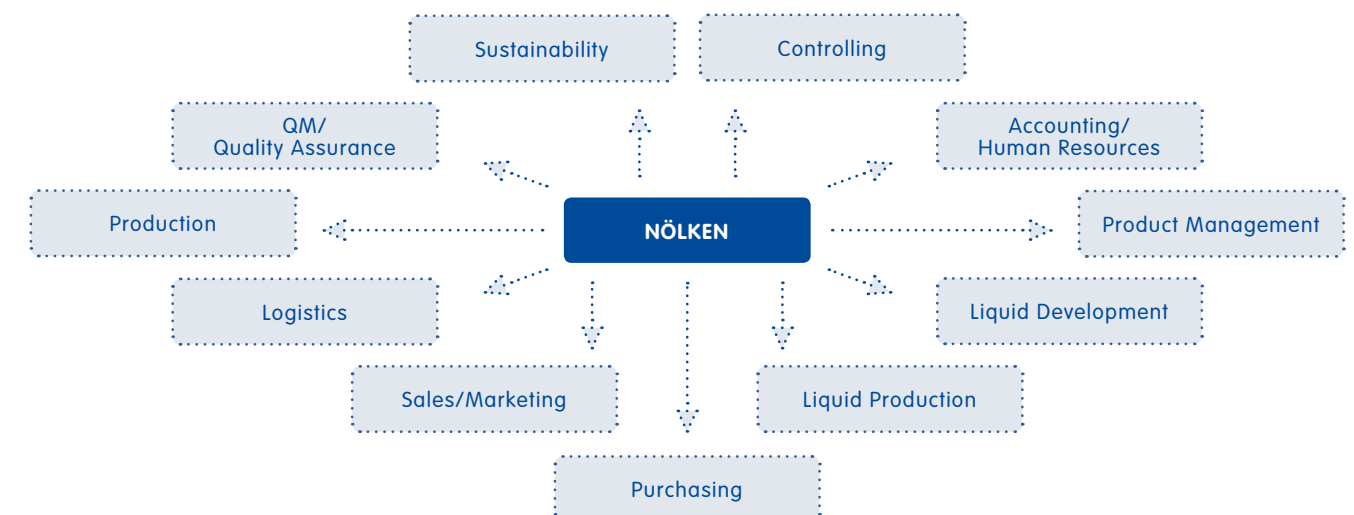 Sustainability
Controlling
QM/
Quality Assurance
Accounting/
Human Resources
Production
NÖLKEN
Product Management
Logistics
Liquid Development
Sales/Marketing
Liquid Production
Purchasing